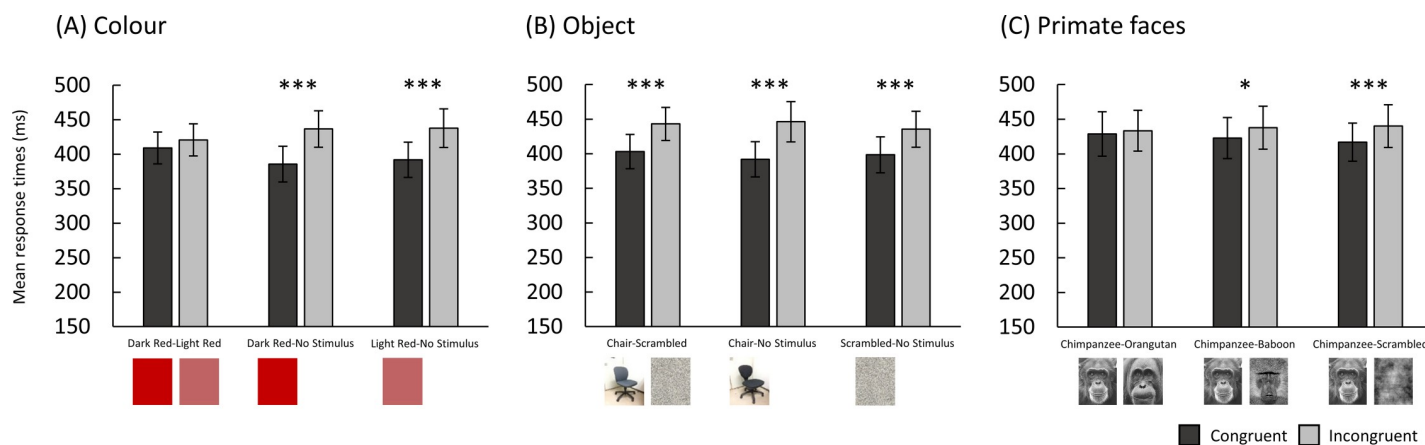 (A) Colour
(B) Object
(C) Primate faces
Mean response times (ms)
500
450
400
350
300
250
200
150
*** ***
Dark Red-Light Red Dark Red-No Stimulus Light Red-No Stimulus
500
450
400
350
300
250
200
150
*** *** ***
Chair-Scrambled Chair-No Stimulus Scrambled-No Stimulus
500
450
400
350
300
250
200
150
* ***
Chimpanzee-Orangutan Chimpanzee-Baboon Chimpanzee-Scrambled
Congruent Incongruent